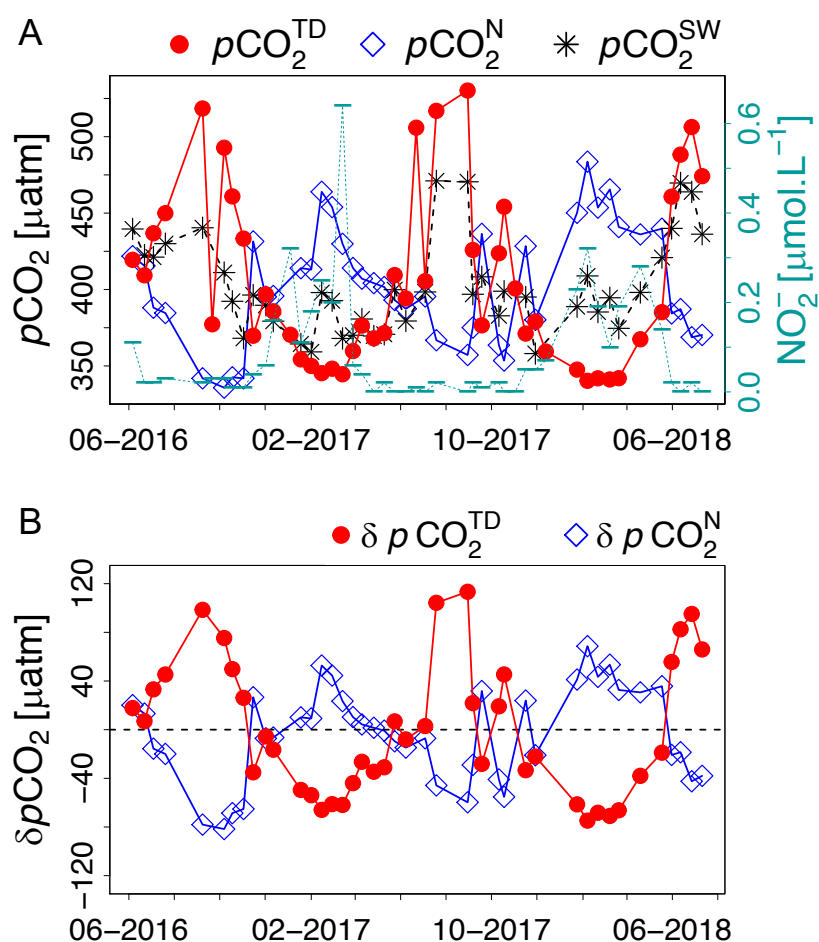 A
pCO₂ᵀᴰ pCO₂ᴺ pCO₂ˢᵂ
pCO₂ [µatm]
500
450
400
350
0.6
0.4
0.2
0.0
NO₂⁻ [µmol.L⁻¹]
06−2016 02−2017 10−2017 06−2018
B
δ p CO₂ᵀᴰ δ p CO₂ᴺ
δpCO₂ [µatm]
120
40
−40
−120
06−2016 02−2017 10−2017 06−2018